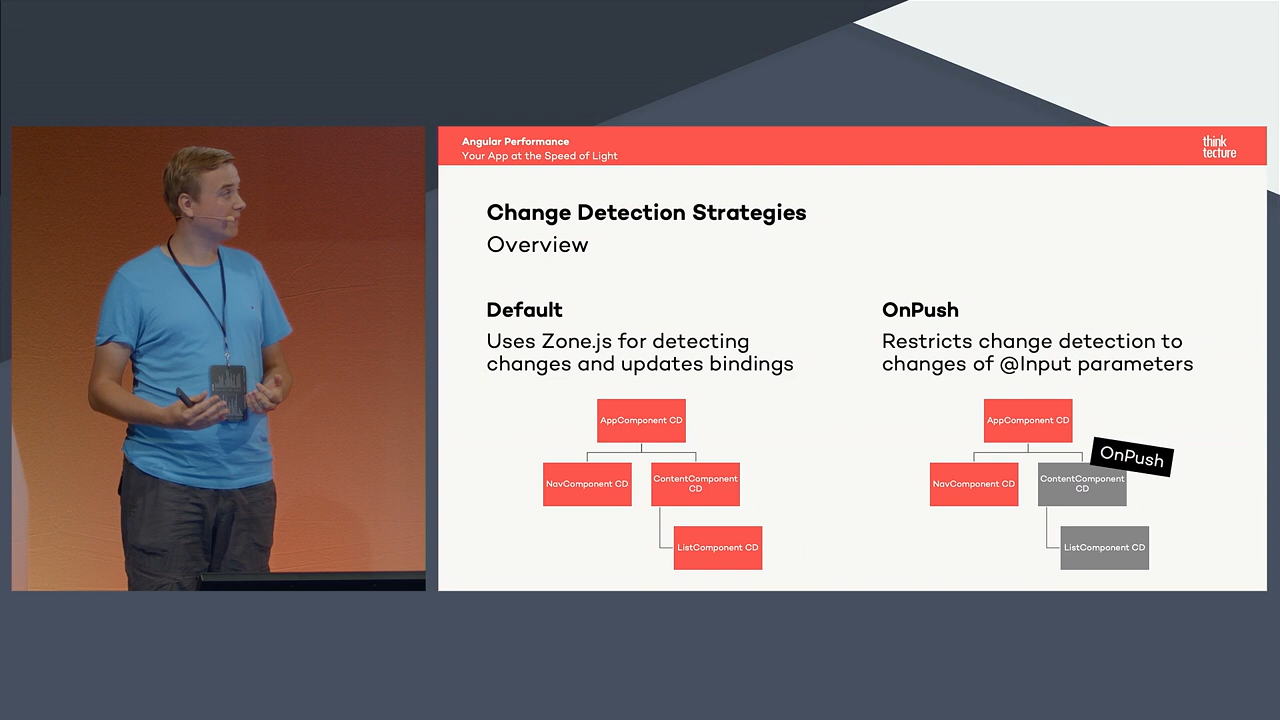 Angular Performance
Your App at the Speed of Light
think
tecture
Change Detection Strategies
Overview
Default
Uses Zone.js for detecting
changes and updates bindings
AppComponent CD
NavComponent CD
ContentComponent
CD
ListComponent CD
OnPush
Restricts change detection to
changes of @Input parameters
AppComponent CD
OnPush
NavComponent CD
ContentComponent
CD
ListComponent CD